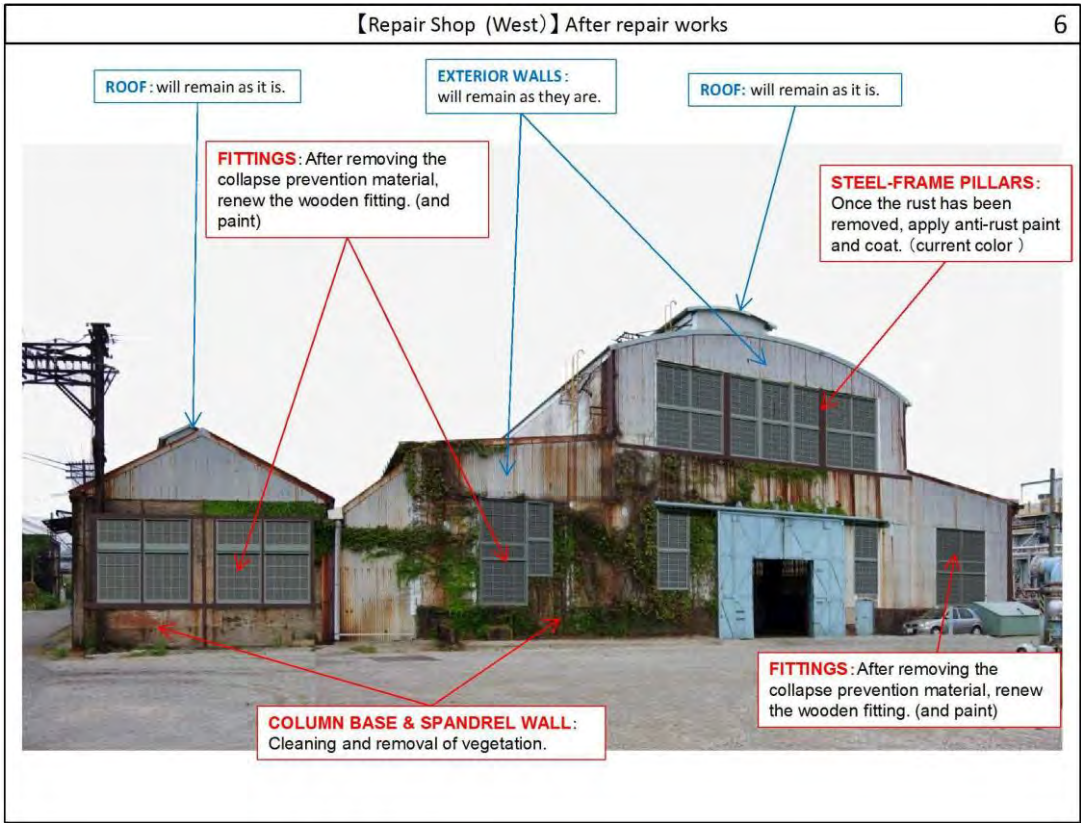 【Repair Shop (West)】After repair works
6
ROOF: will remain as it is.
EXTERIOR WALLS:
will remain as they are.
ROOF: will remain as it is.
FITTINGS: After removing the
collapse prevention material,
renew the wooden fitting. (and
paint)
STEEL-FRAME PILLARS:
Once the rust has been
removed, apply anti-rust paint
and coat. (current color )
COLUMN BASE & SPANDREL WALL:
Cleaning and removal of vegetation.
FITTINGS: After removing the
collapse prevention material, renew
the wooden fitting. (and paint)